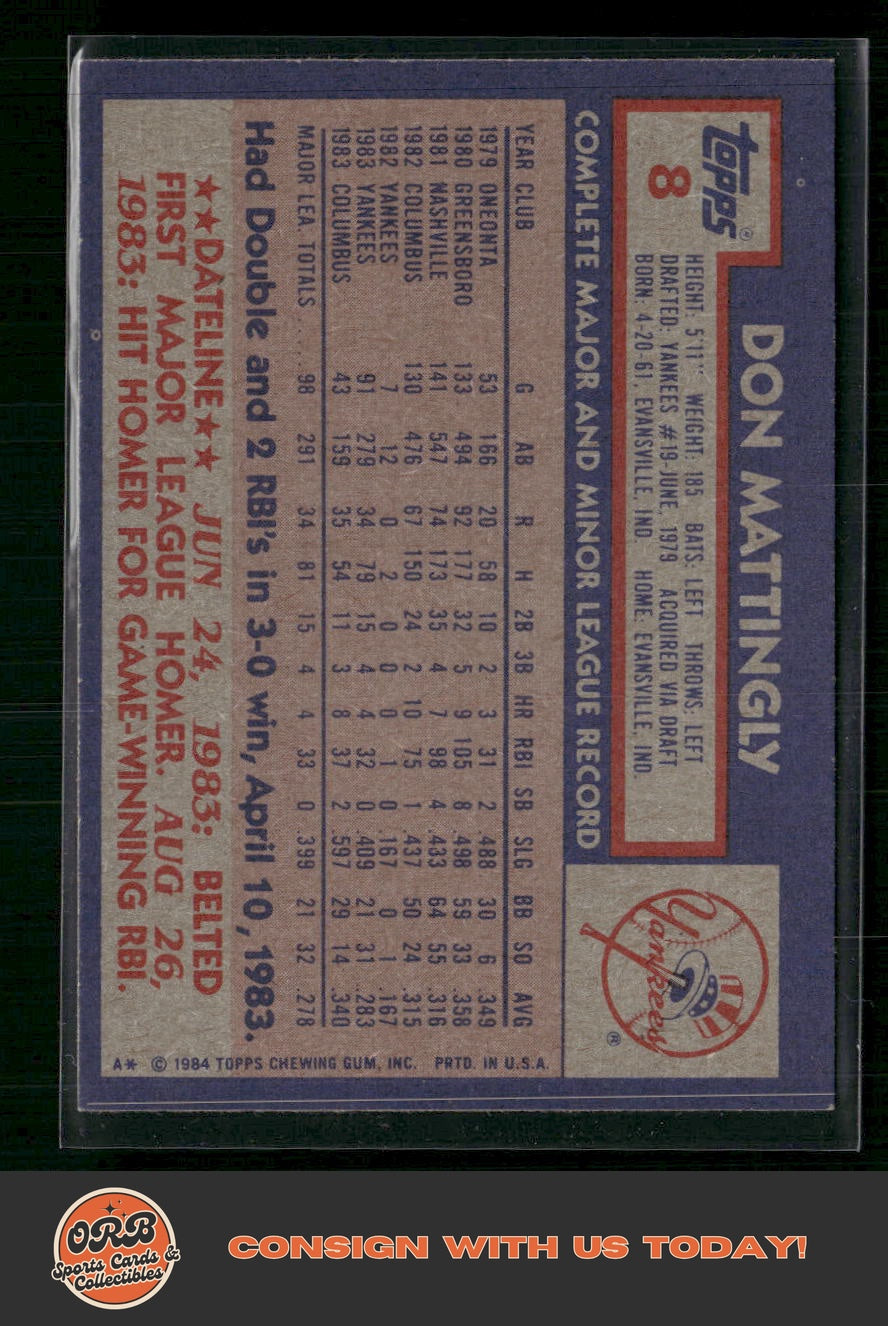 topps®
8
DON MATTINGLY
HEIGHT: 5'11" WEIGHT: 185 BATS: LEFT THROWS: LEFT
DRAFTED: YANKEES #19-JUNE, 1979 ACQUIRED VIA DRAFT
BORN: 4-20-61, EVANSVILLE, IND. HOME: EVANSVILLE, IND.
Yankees ®
COMPLETE MAJOR AND MINOR LEAGUE RECORD
YEAR CLUB G AB R H 2B 3B HR RBI SB SLG BB SO AVG
1979 ONEONTA 53 166 20 58 10 2 3 31 2 .488 30 6 .349
1980 GREENSBORO 133 494 92 177 32 5 9 105 8 .498 59 33 .358
1981 NASHVILLE 141 547 74 173 35 4 7 98 4 .433 64 55 .316
1982 COLUMBUS 130 476 67 150 24 2 10 75 1 .437 50 24 .315
1982 YANKEES 7 12 0 2 0 0 0 1 0 .167 0 1 .167
1983 YANKEES 91 279 34 79 15 4 4 32 0 .409 21 31 .283
1983 COLUMBUS 43 159 35 54 11 3 8 37 2 .597 29 14 .340
MAJOR LEA. TOTALS ..... 98 291 34 81 15 4 4 33 0 .399 21 32 .278
Had Double and 2 RBI's in 3-0 win, April 10, 1983.
★★DATELINE★★ JUN 24, 1983: BELTED
FIRST MAJOR LEAGUE HOMER. AUG 26,
1983: HIT HOMER FOR GAME-WINNING RBI.
A* © 1984 TOPPS CHEWING GUM, INC. PRTD. IN U.S.A.
ORB
Sports Cards &
Collectibles
CONSIGN WITH US TODAY!